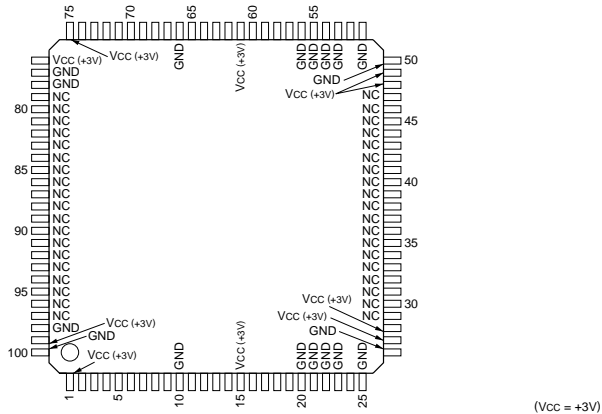 75 70 65 60 55
VCC (+3V) VCC (+3V) GND VCC (+3V) GND GND GND GND GND 50
GND GND
GND VCC (+3V)
NC NC
80 NC NC
NC NC 45
NC NC
NC NC
NC NC
85 NC NC
NC NC 40
NC NC
NC NC
NC NC
90 NC NC
NC NC 35
NC NC
NC NC
NC NC
95 NC NC
NC VCC (+3V) NC 30
NC VCC (+3V) NC
GND VCC (+3V) GND
GND
100 VCC (+3V) GND VCC (+3V) GND GND GND GND GND
1 5 10 15 20 25
(VCC = +3V)